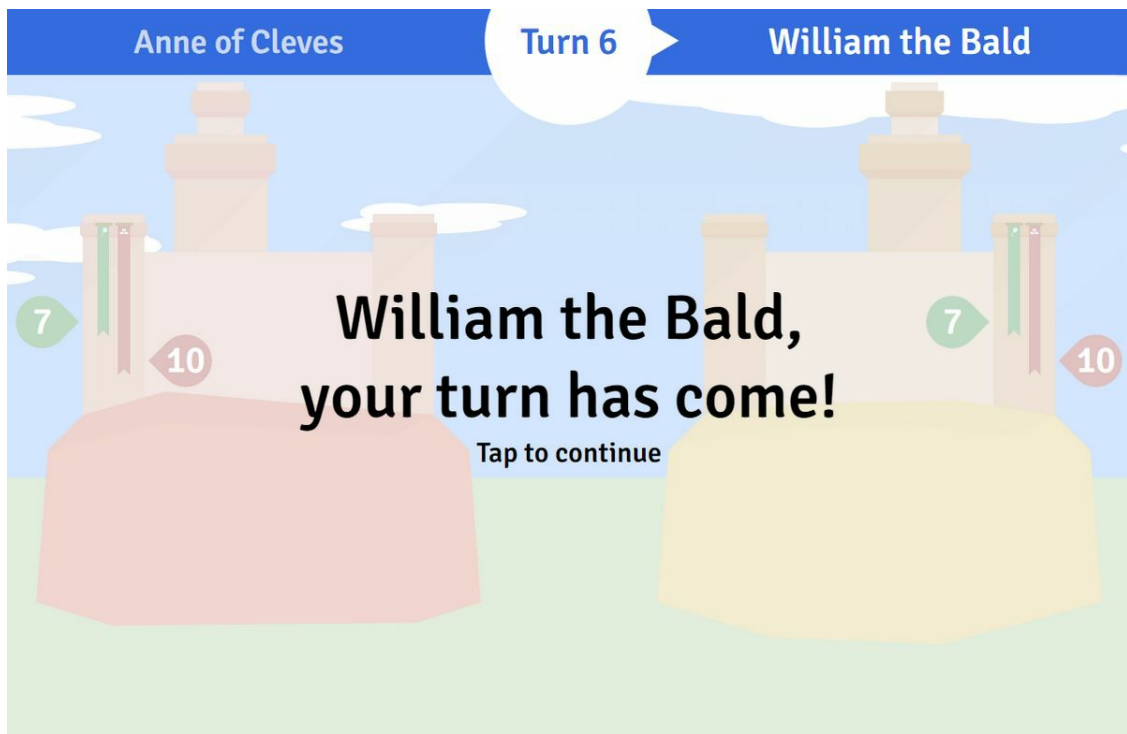 Anne of Cleves
Turn 6
William the Bald
7
10
7
10
William the Bald,
your turn has come!
Tap to continue